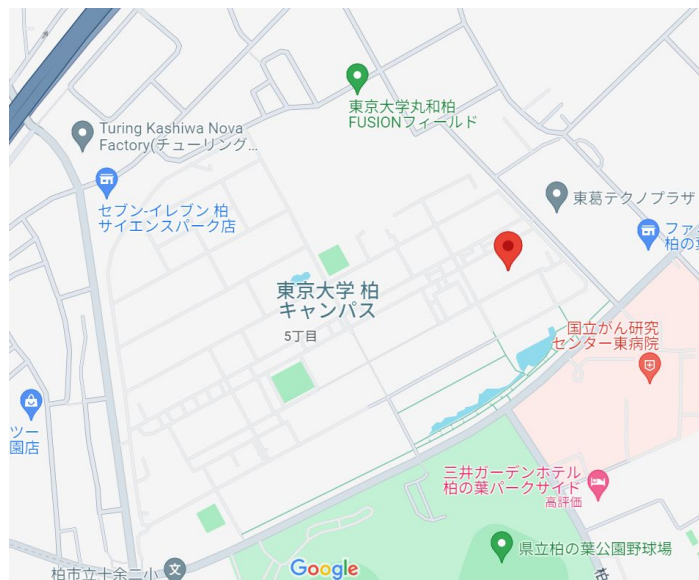 東京大学丸和柏
FUSIONフィールド
Turing Kashiwa Nova
Factory(チューリング...
セブン-イレブン 柏
サイエンスパーク店
東葛テクノプラザ
ファ
柏の葉
東京大学 柏
キャンパス
5丁目
国立がん研究
センター東病院
ツー
園店
三井ガーデンホテル
柏の葉パークサイド
高評価
県立柏の葉公園野球場
柏市立十余二小
文
柏
Google